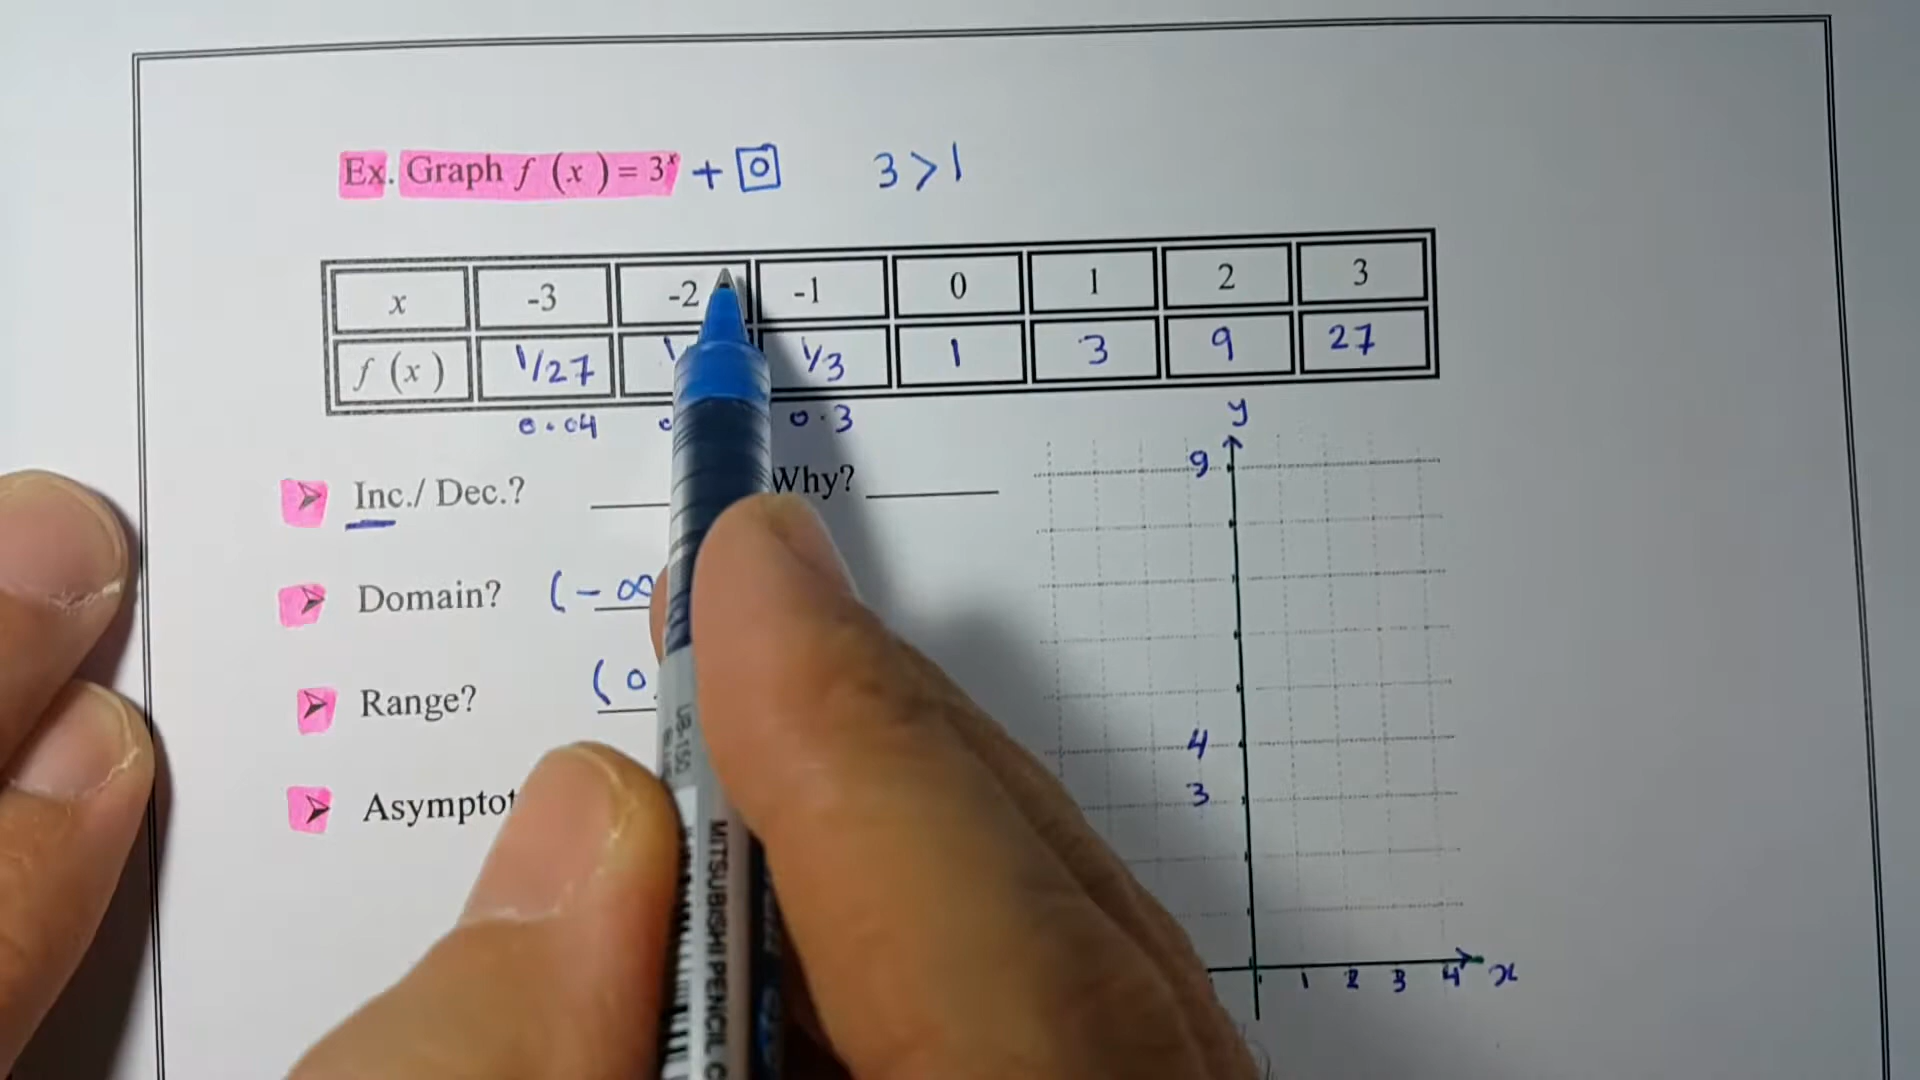 Ex. Graph f (x) = 3ˣ + 0 3 > 1
x -3 -2 -1 0 1 2 3
f (x) 1/27 1/3 1 3 9 27
0.04 0.3
Inc./ Dec.? Why?
Domain? (-∞
Range? (0,
Asymptot
y
9
4
3
1 2 3 4 x
MITSUBISHI PENCIL C
UB-150